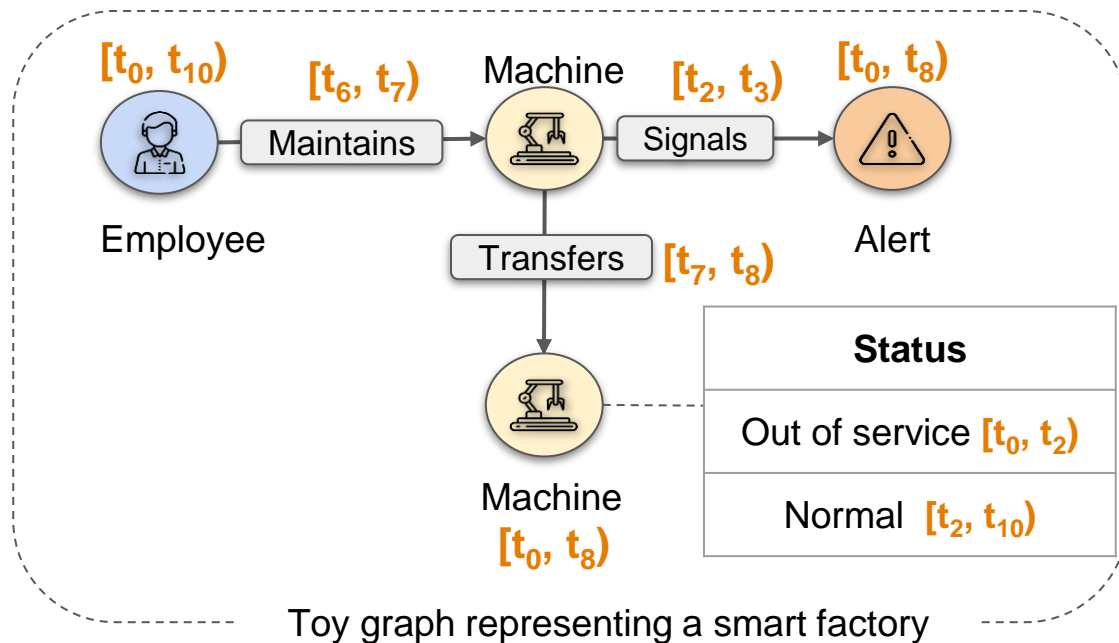 [t0, t10)
[t6, t7)
Machine
[t2, t3)
[t0, t8)
Maintains
Signals
!
Employee
Alert
Transfers
[t7, t8)
Status
Out of service [t0, t2)
Normal [t2, t10)
Machine
[t0, t8)
Toy graph representing a smart factory